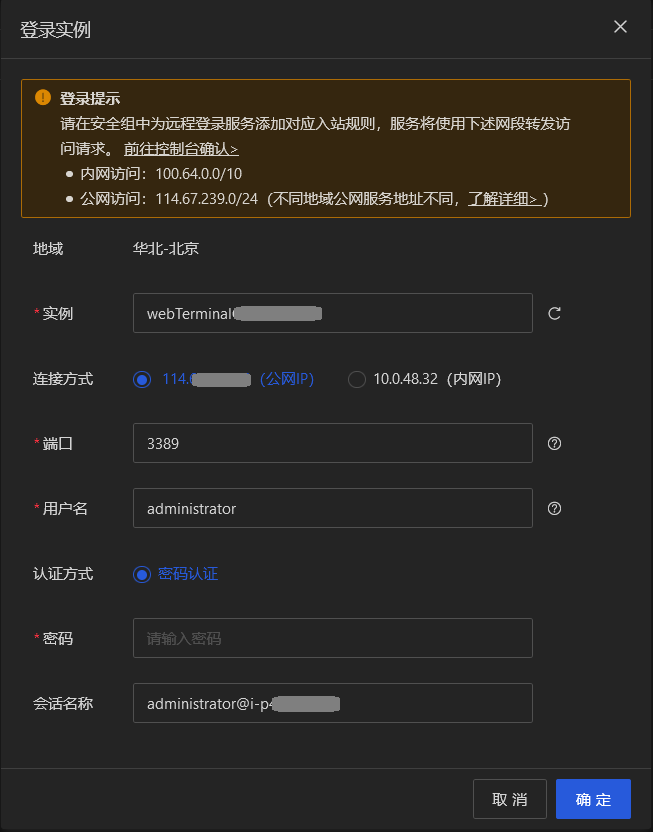 登录实例
登录提示
请在安全组中为远程登录服务添加对应入站规则，服务将使用下述网段转发访
问请求。 前往控制台确认>
● 内网访问：100.64.0.0/10
● 公网访问：114.67.239.0/24（不同地域公网服务地址不同，了解详细> ）
地域 华北-北京
* 实例 webTerminal
连接方式 114. (公网IP) 10.0.48.32 (内网IP)
* 端口 3389
* 用户名 administrator
认证方式 密码认证
* 密码 请输入密码
会话名称 administrator@i-p
取 消 确 定